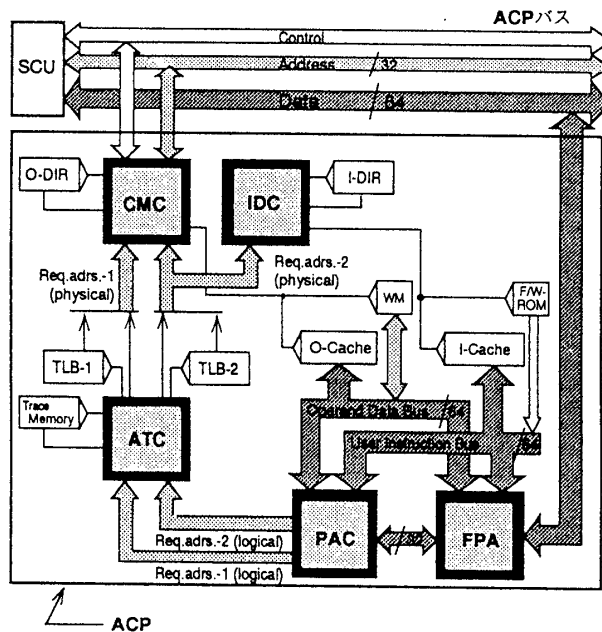 ACPバス
Control
SCU
Address 32
Data 64
O-DIR
CMC
IDC
I-DIR
Req.adrs.-1
(physical)
Req.adrs.-2
(physical)
WM
F/W-
ROM
O-Cache
I-Cache
TLB-1
TLB-2
Trace
Memory
ATC
Operand Data Bus 64
User Instruction Bus 64
PAC
32
FPA
Req.adrs.-2 (logical)
Req.adrs.-1 (logical)
ACP